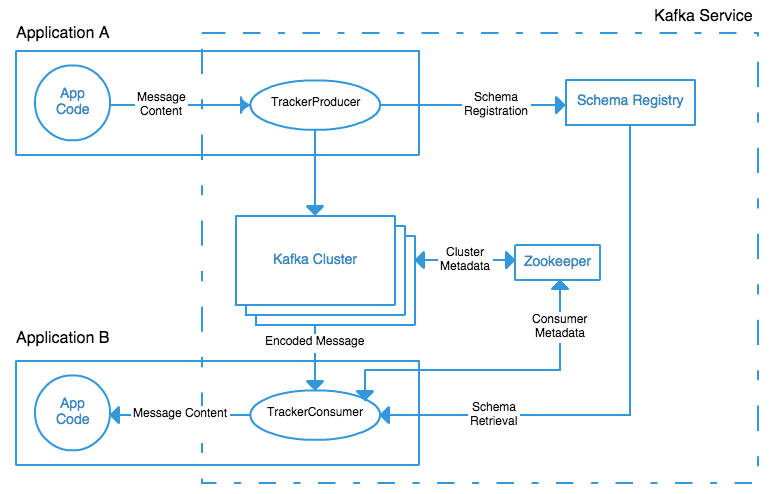 Kafka Service
Application A
App
Code
Message
Content
TrackerProducer
Schema
Registration
Schema Registry
Kafka Cluster
Cluster
Metadata
Zookeeper
Consumer
Metadata
Encoded Message
Application B
App
Code
Message Content
TrackerConsumer
Schema
Retrieval